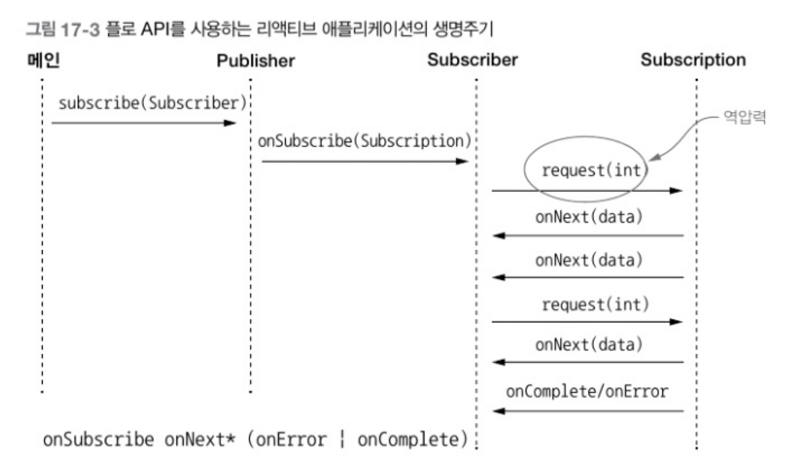 그림 17-3 플로 API를 사용하는 리액티브 애플리케이션의 생명주기
메인 Publisher Subscriber Subscription
subscribe(Subscriber)
역압력
onSubscribe(Subscription)
request(int)
onNext(data)
onNext(data)
request(int)
onNext(data)
onComplete/onError
onSubscribe onNext* (onError | onComplete)